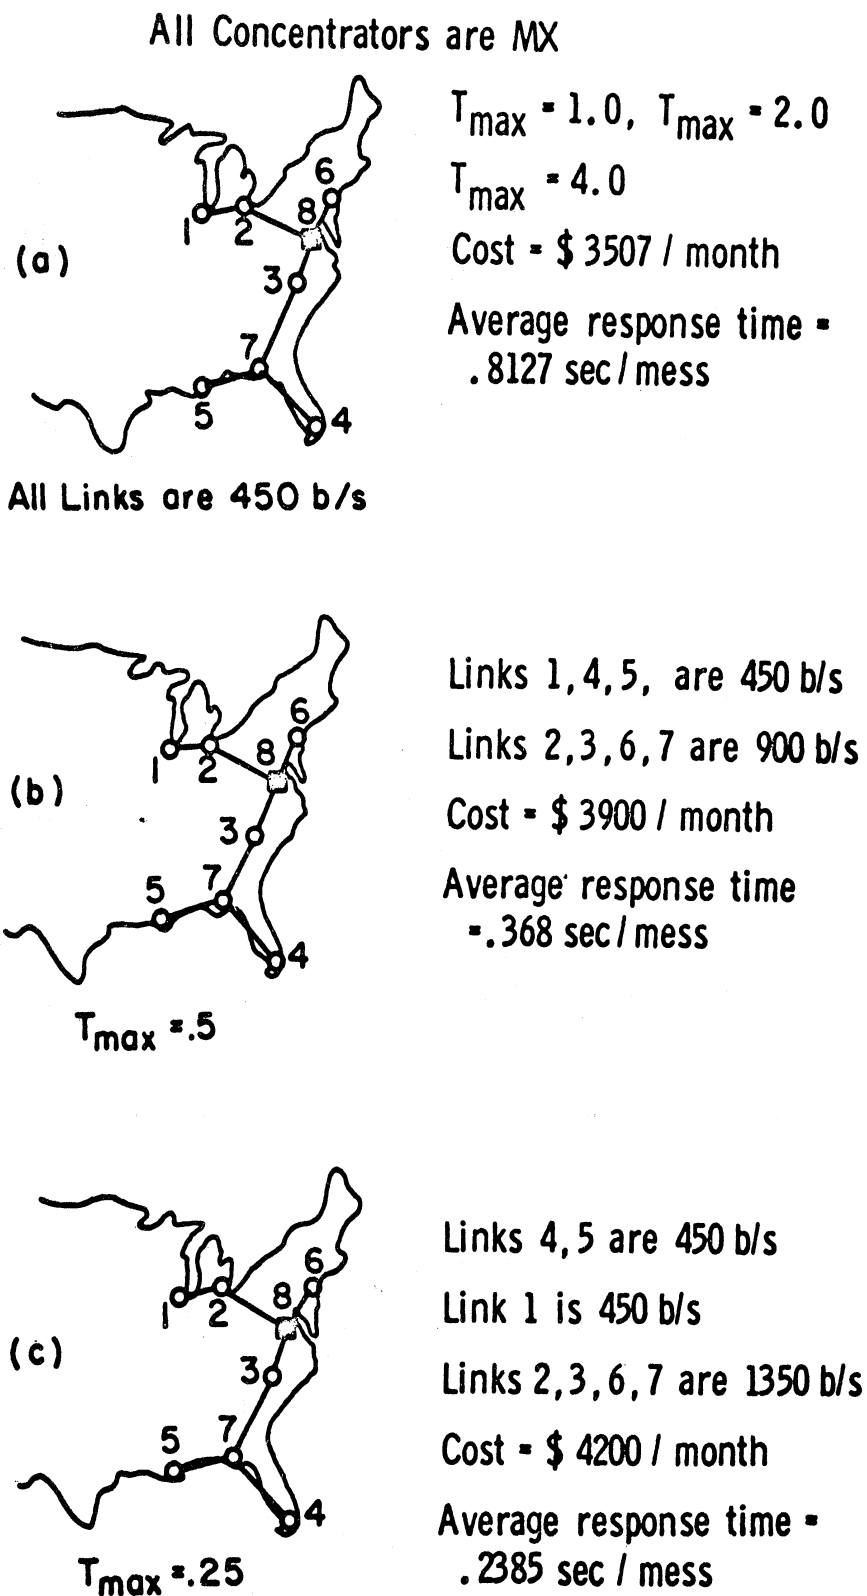 All Concentrators are MX
Tmax = 1.0, Tmax = 2.0
Tmax = 4.0
Cost = $ 3507 / month
Average response time =
.8127 sec / mess
(a)
1
2
8
6
3
7
5
4
All Links are 450 b/s
Links 1, 4, 5, are 450 b/s
Links 2, 3, 6, 7 are 900 b/s
Cost = $ 3900 / month
Average response time
=.368 sec / mess
(b)
1
2
8
6
3
7
5
4
Tmax =.5
Links 4, 5 are 450 b/s
Link 1 is 450 b/s
Links 2, 3, 6, 7 are 1350 b/s
Cost = $ 4200 / month
Average response time =
.2385 sec / mess
(c)
1
2
8
6
3
7
5
4
Tmax =.25